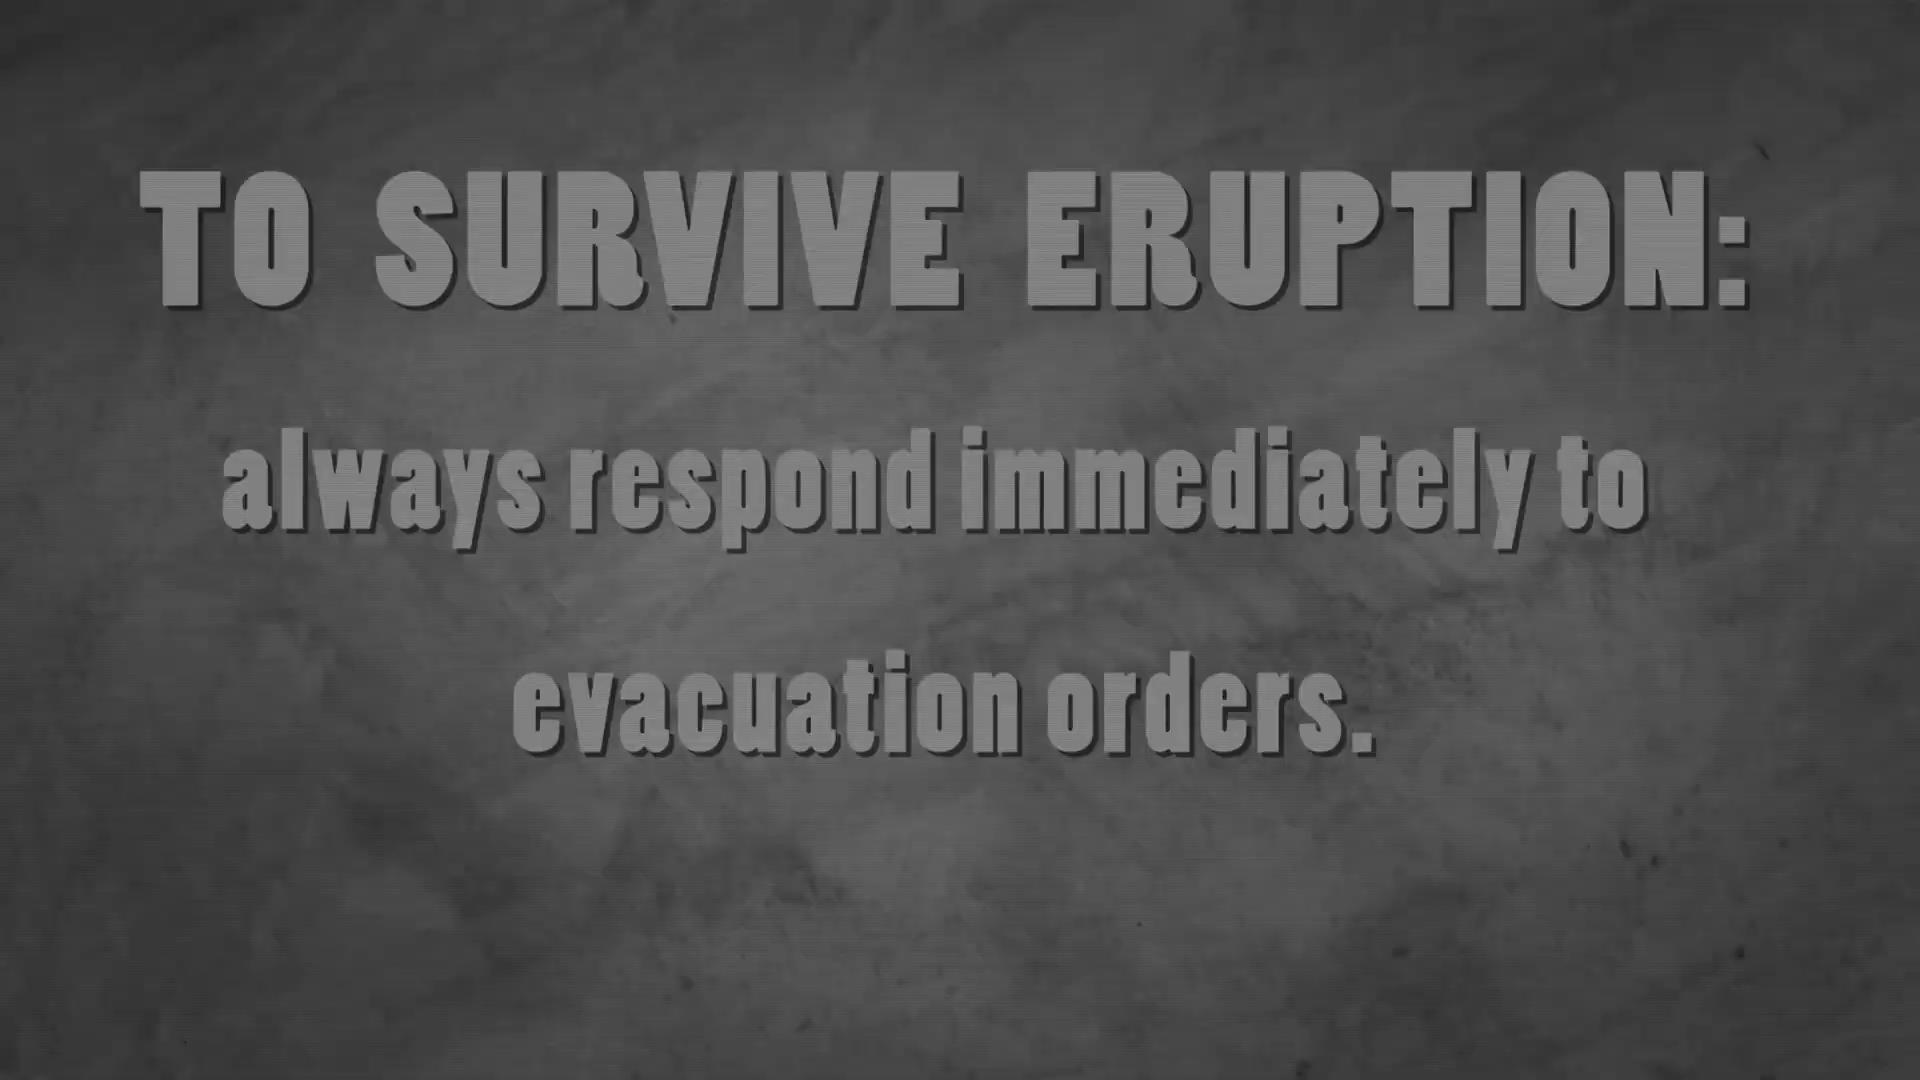 TO SURVIVE ERUPTION:
always respond immediately to
evacuation orders.